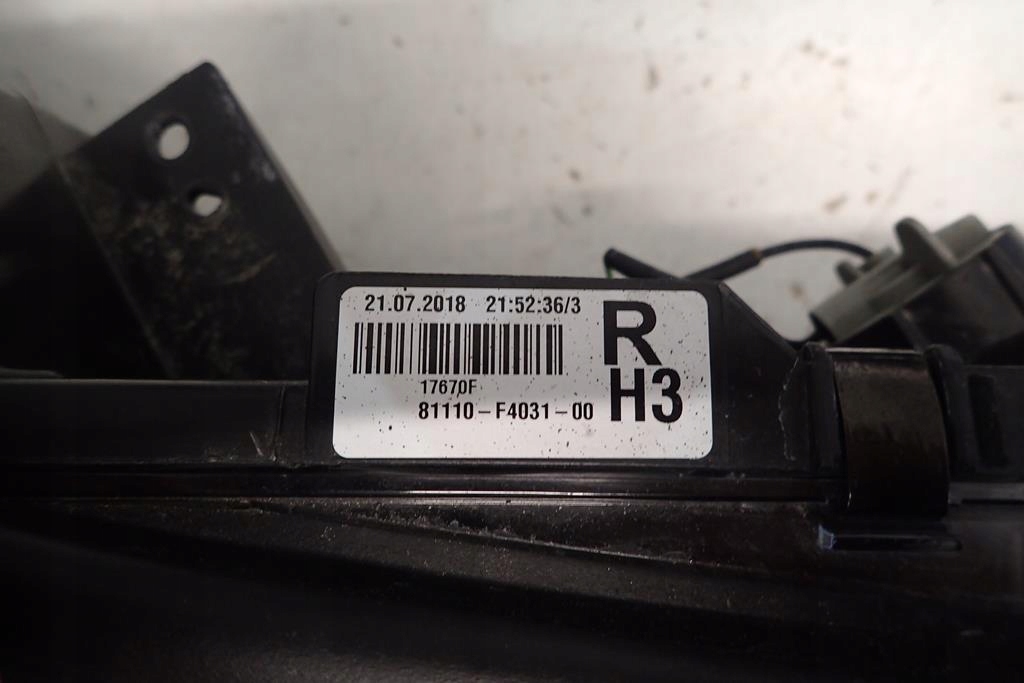 21.07.2018 21:52:36/3
R
17670F
81110-F4031-00
H3